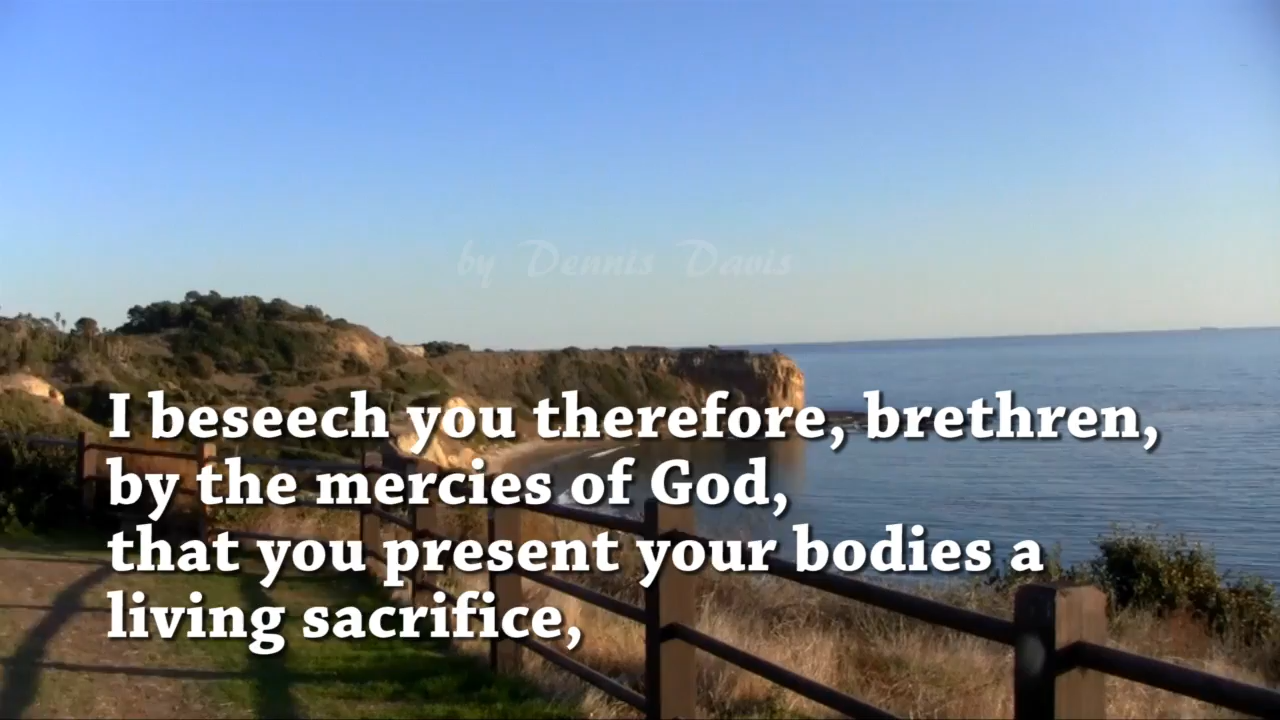 by Dennis Davis
I beseech you therefore, brethren,
by the mercies of God,
that you present your bodies a
living sacrifice,